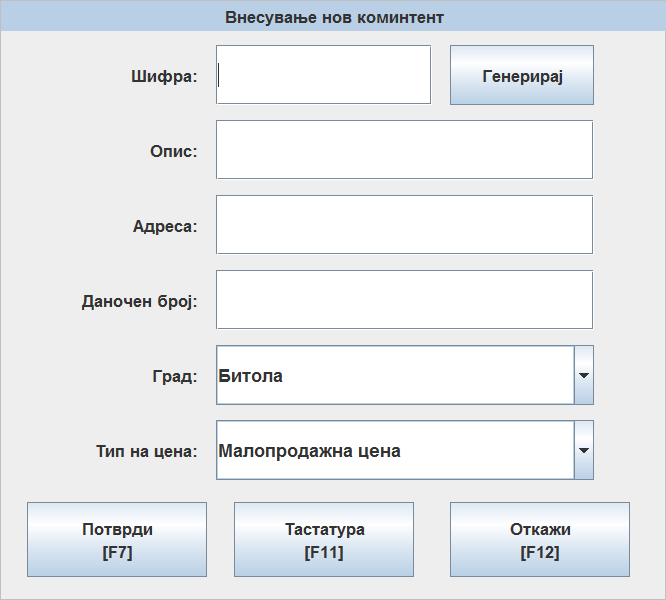 Внесување нов коминтент
Шифра:
Генерирај
Опис:
Адреса:
Даночен број:
Град:
Битола
Тип на цена:
Малопродажна цена
Потврди
[F7]
Тастатура
[F11]
Откажи
[F12]